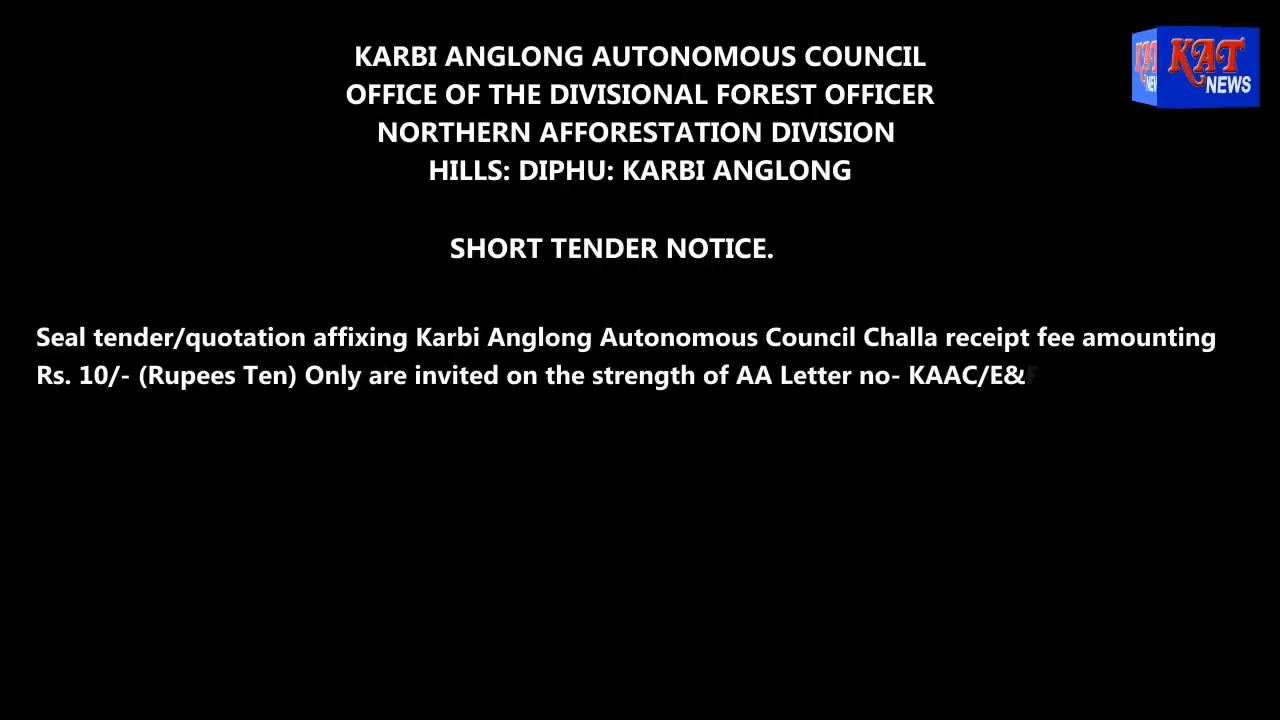 KARBI ANGLONG AUTONOMOUS COUNCIL
OFFICE OF THE DIVISIONAL FOREST OFFICER
NORTHERN AFFORESTATION DIVISION
HILLS: DIPHU: KARBI ANGLONG
KAT
NEWS
SHORT TENDER NOTICE.
Seal tender/quotation affixing Karbi Anglong Autonomous Council Challa receipt fee amounting
Rs. 10/- (Rupees Ten) Only are invited on the strength of AA Letter no- KAAC/E&